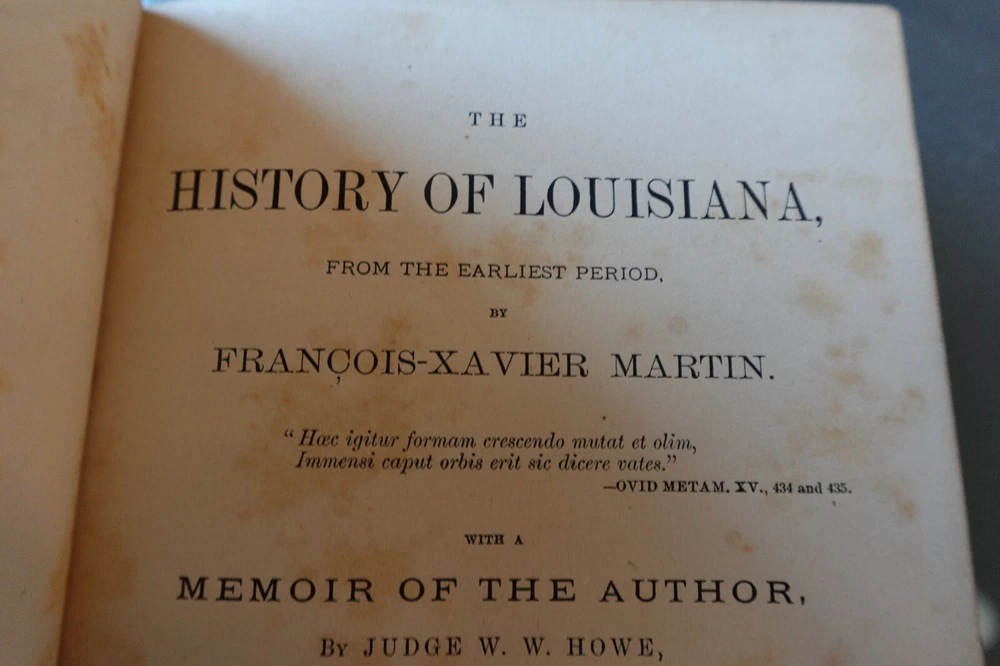 THE
HISTORY OF LOUISIANA,
FROM THE EARLIEST PERIOD,
BY
FRANÇOIS-XAVIER MARTIN.
“Hœc igitur formam crescendo mutat et olim,
Immensi caput orbis erit sic dicere vates.”
—OVID METAM. XV., 434 and 435.
WITH A
MEMOIR OF THE AUTHOR,
By JUDGE W. W. HOWE,